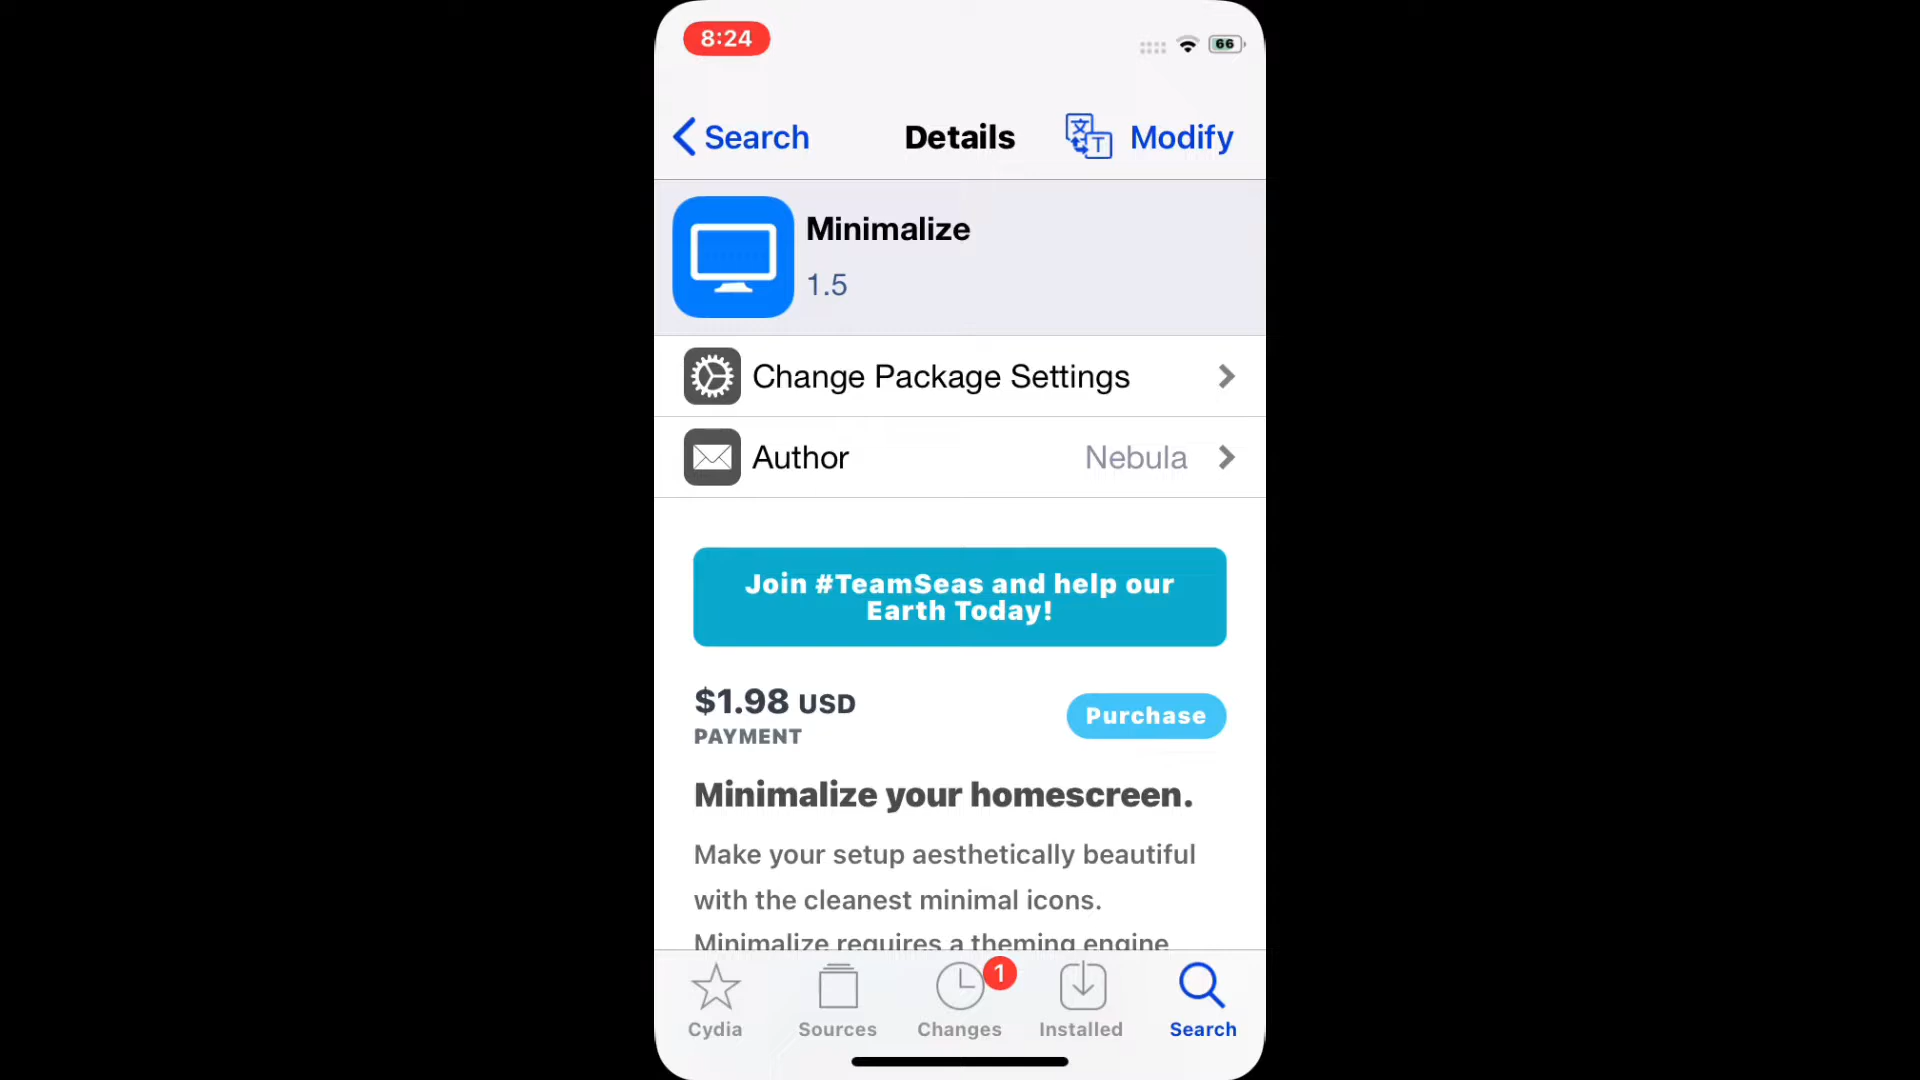 8:24
66
Search
Details
文 T
Modify
Minimalize
1.5
Change Package Settings
Author
Nebula
Join #TeamSeas and help our
Earth Today!
$1.98 USD
PAYMENT
Purchase
Minimalize your homescreen.
Make your setup aesthetically beautiful
with the cleanest minimal icons.
Minimalize requires a theming engine
1
Cydia
Sources
Changes
Installed
Search